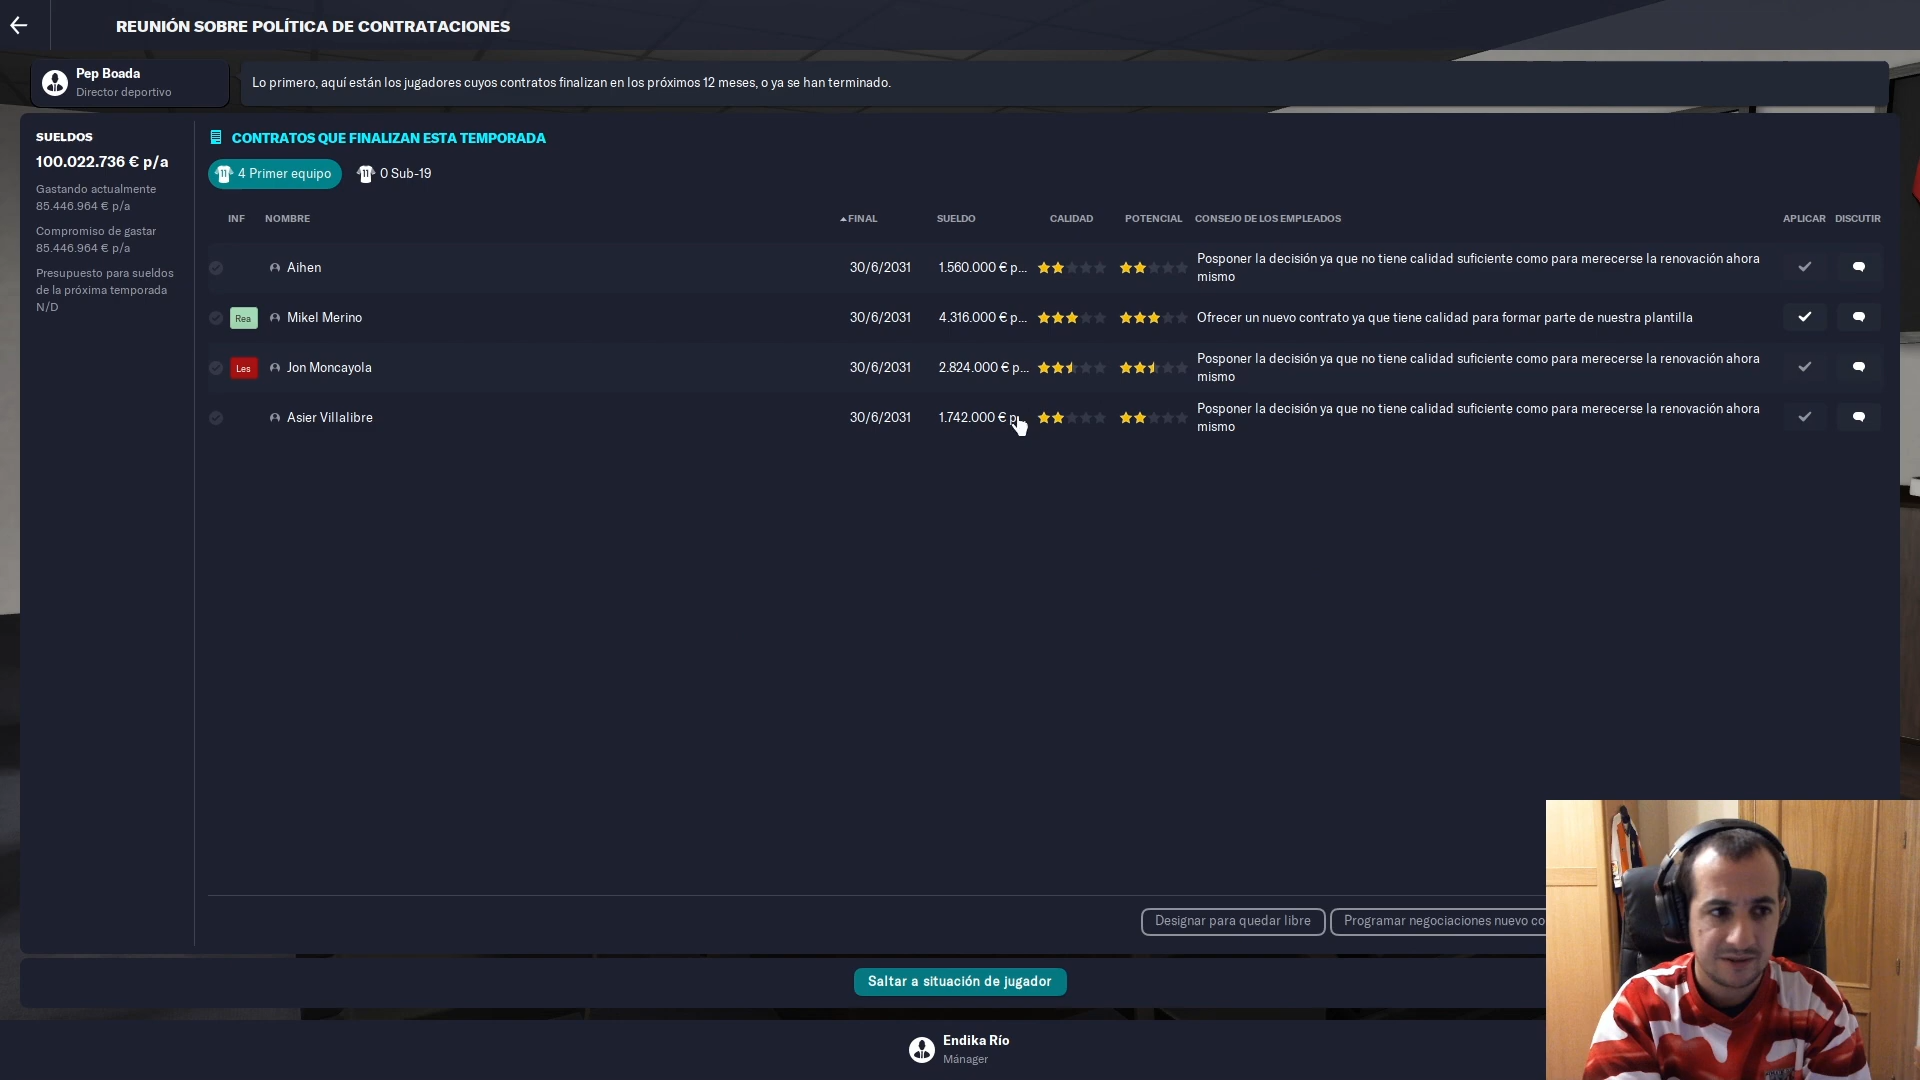 REUNIÓN SOBRE POLÍTICA DE CONTRATACIONES
Pep Boada
Director deportivo
Lo primero, aquí están los jugadores cuyos contratos finalizan en los próximos 12 meses, o ya se han terminado.
SUELDOS
100.022.736 € p/a
Gastando actualmente
85.446.964 € p/a
Compromiso de gastar
85.446.964 € p/a
Presupuesto para sueldos
de la próxima temporada
N/D
CONTRATOS QUE FINALIZAN ESTA TEMPORADA
4 Primer equipo 0 Sub-19
INF NOMBRE FINAL SUELDO CALIDAD POTENCIAL CONSEJO DE LOS EMPLEADOS APLICAR DISCUTIR
Aihen 30/6/2031 1.560.000 € p... Posponer la decisión ya que no tiene calidad suficiente como para merecerse la renovación ahora
mismo
Rea Mikel Merino 30/6/2031 4.316.000 € p... Ofrecer un nuevo contrato ya que tiene calidad para formar parte de nuestra plantilla
Les Jon Moncayola 30/6/2031 2.824.000 € p... Posponer la decisión ya que no tiene calidad suficiente como para merecerse la renovación ahora
mismo
Asier Villalibre 30/6/2031 1.742.000 € p Posponer la decisión ya que no tiene calidad suficiente como para merecerse la renovación ahora
mismo
Designar para quedar libre Programar negociaciones nuevo co
Saltar a situación de jugador
Endika Río
Mánager